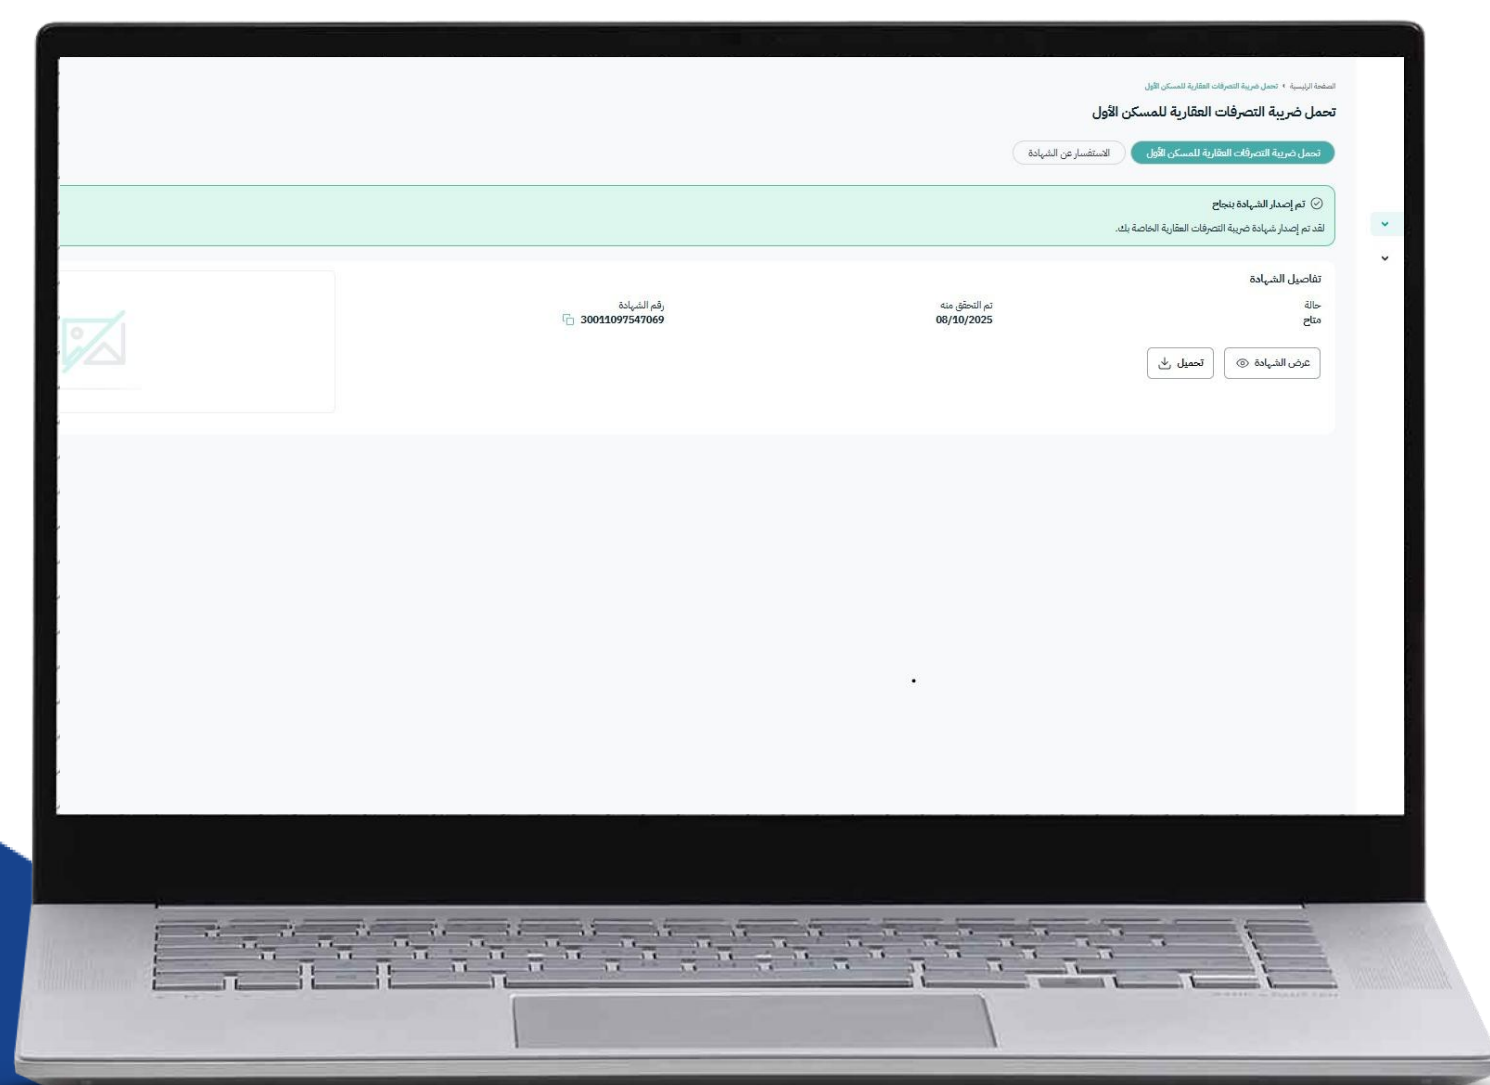 الصفحة الرئيسية › تحمل ضريبة التصرفات العقارية للمسكن الأول
تحمل ضريبة التصرفات العقارية للمسكن الأول
تحمل ضريبة التصرفات العقارية للمسكن الأول
الاستفسار عن الشهادة
تم إصدار الشهادة بنجاح
لقد تم إصدار شهادة ضريبة التصرفات العقارية الخاصة بك.
تفاصيل الشهادة
حالة
متاح
تم التحقق منه
08/10/2025
رقم الشهادة
30011097547069
عرض الشهادة
تحميل